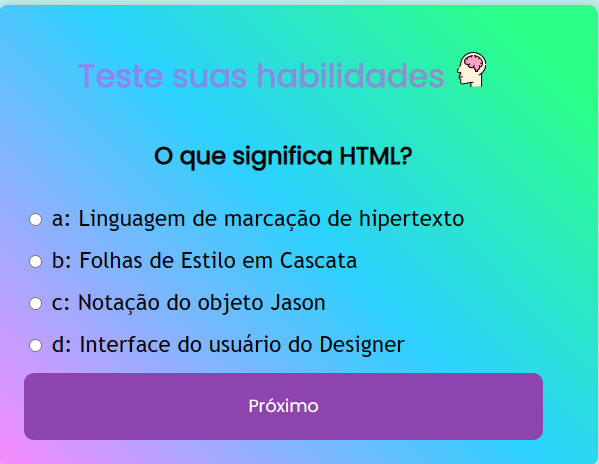 Teste suas habilidades
O que significa HTML?
a: Linguagem de marcação de hipertexto
b: Folhas de Estilo em Cascata
c: Notação do objeto Jason
d: Interface do usuário do Designer
Próximo